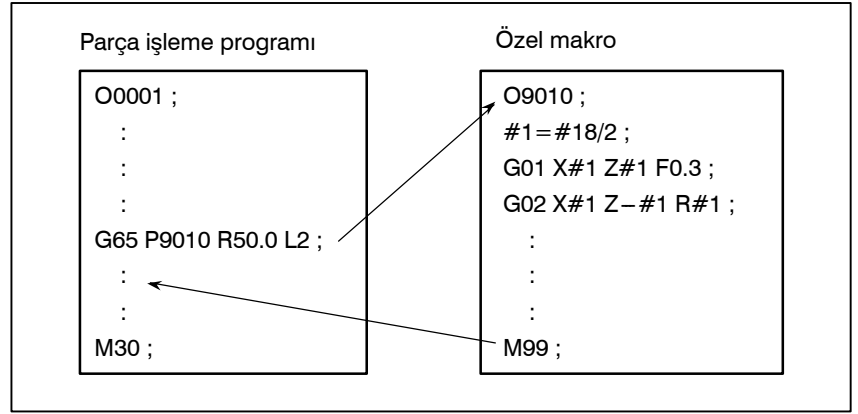 Parça işleme programı
O0001 ;
:
:
:
G65 P9010 R50.0 L2 ;
:
:
M30 ;
Özel makro
O9010 ;
#1=#18/2 ;
G01 X#1 Z#1 F0.3 ;
G02 X#1 Z−#1 R#1 ;
:
:
:
M99 ;